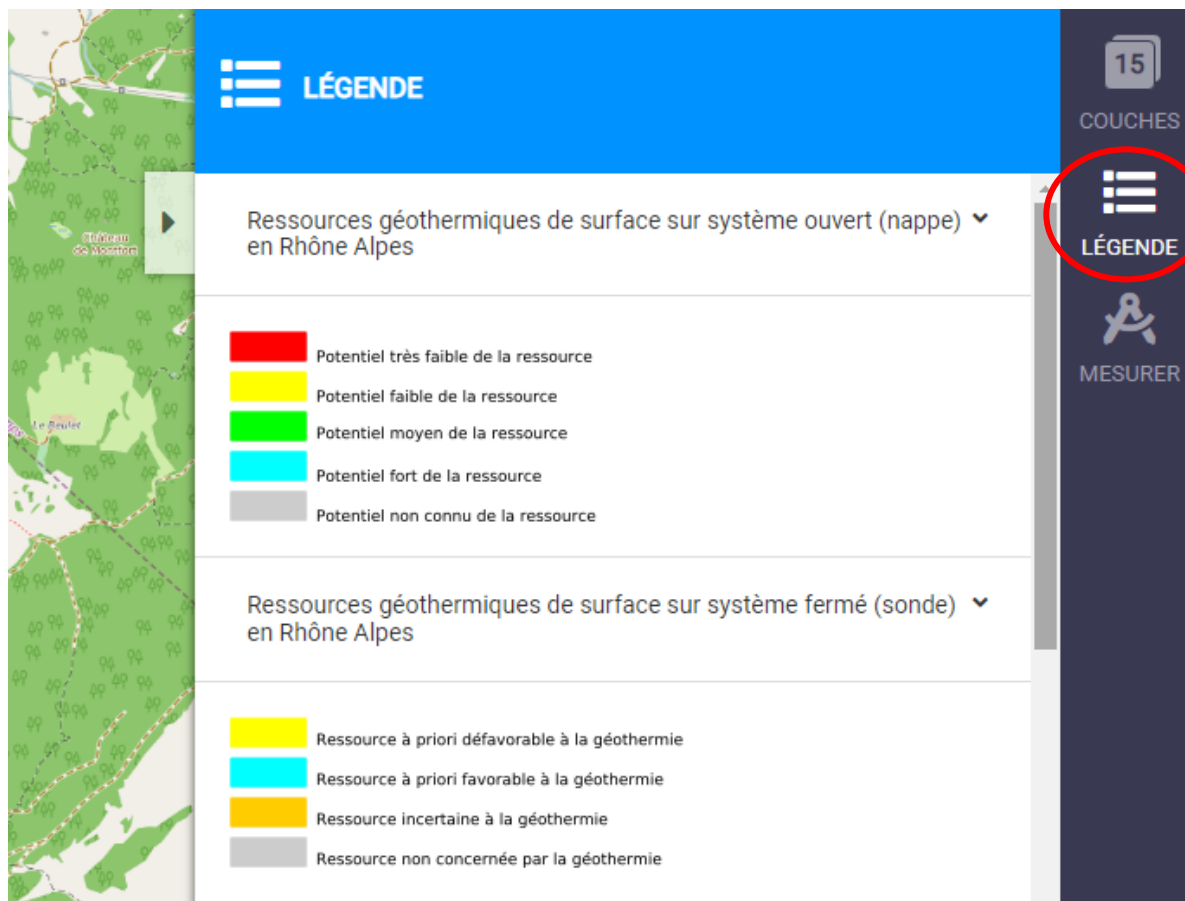 LÉGENDE
15
COUCHES
LÉGENDE
MESURER
Ressources géothermiques de surface sur système ouvert (nappe)
en Rhône Alpes
Potentiel très faible de la ressource
Potentiel faible de la ressource
Potentiel moyen de la ressource
Potentiel fort de la ressource
Potentiel non connu de la ressource
Ressources géothermiques de surface sur système fermé (sonde)
en Rhône Alpes
Ressource à priori défavorable à la géothermie
Ressource à priori favorable à la géothermie
Ressource incertaine à la géothermie
Ressource non concernée par la géothermie
Château
de Montfort